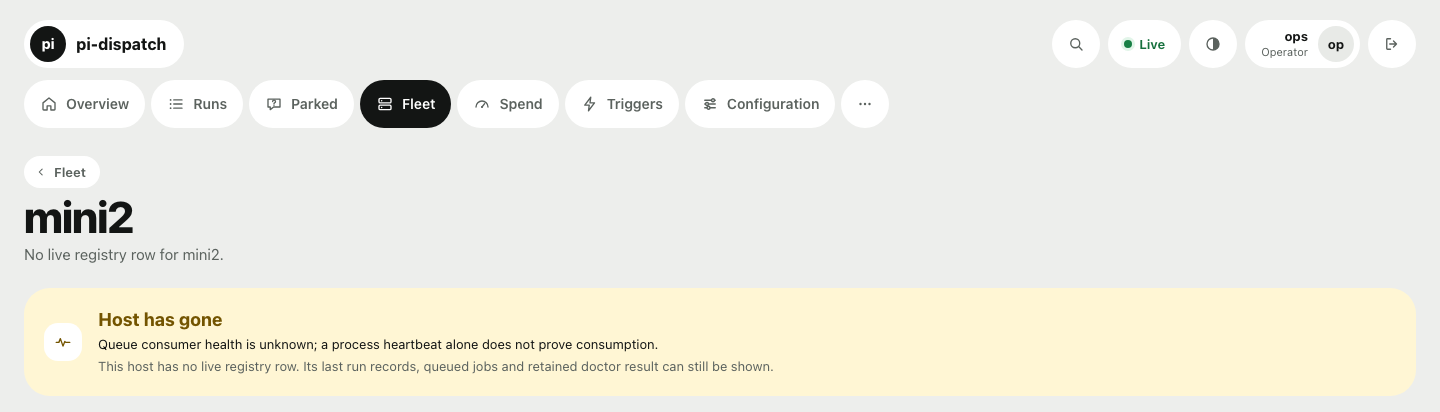 pi pi-dispatch
Live
ops
Operator
op
Overview Runs Parked Fleet Spend Triggers Configuration ...
Fleet
mini2
No live registry row for mini2.
Host has gone
Queue consumer health is unknown; a process heartbeat alone does not prove consumption.
This host has no live registry row. Its last run records, queued jobs and retained doctor result can still be shown.